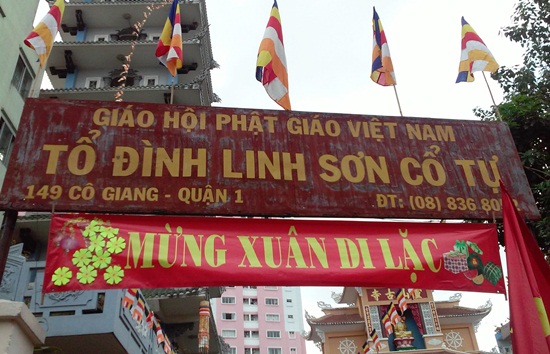 GIÁO HỘI PHẬT GIÁO VIỆT NAM
TỔ ĐÌNH LINH SƠN CỔ TỰ
149 CÔ GIANG - QUẬN 1 ĐT: (08) 836 80
MỪNG XUÂN DI LẶC